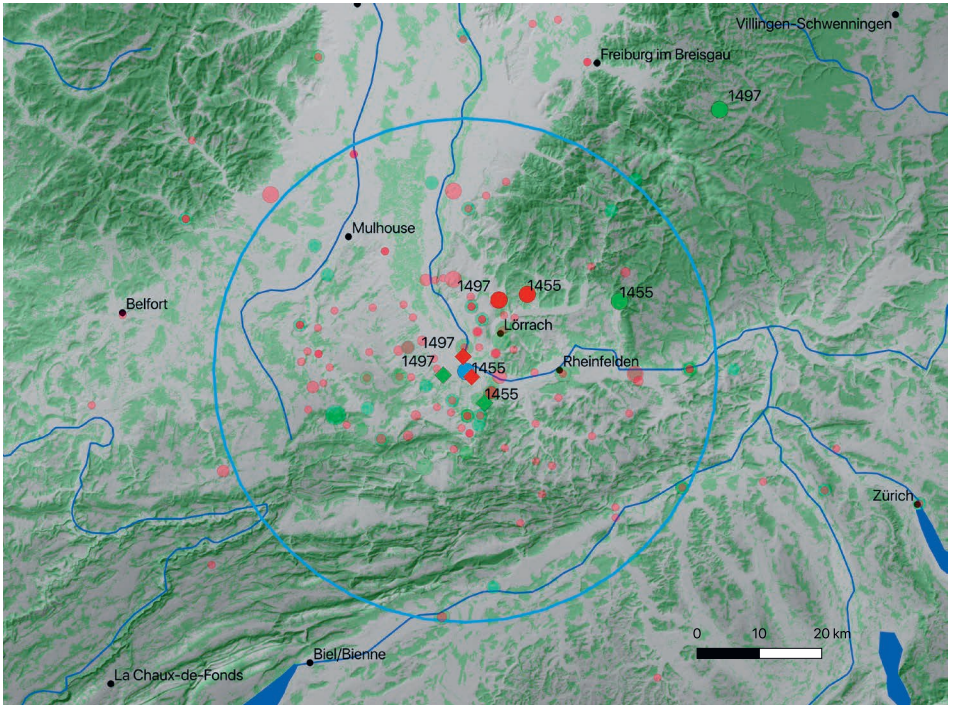 Villingen-Schwenningen
Freiburg im Breisgau
1497
Mulhouse
1497
1455
1455
Belfort
Lörrach
1497
1497
1455
Rheinfelden
1455
Zürich
0 10 20 km
Biel/Bienne
La Chaux-de-Fonds